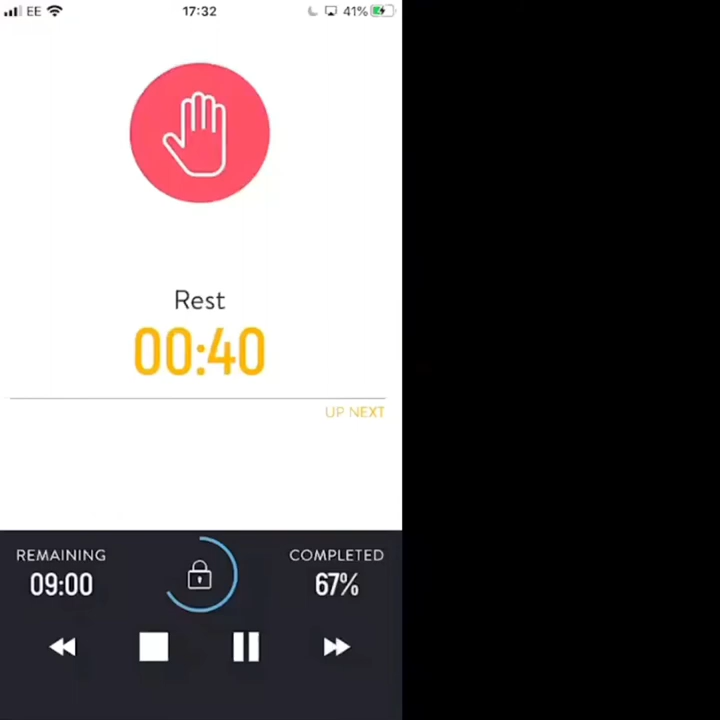 EE 17:32 41%
Rest
00:40
UP NEXT
REMAINING COMPLETED
09:00 67%